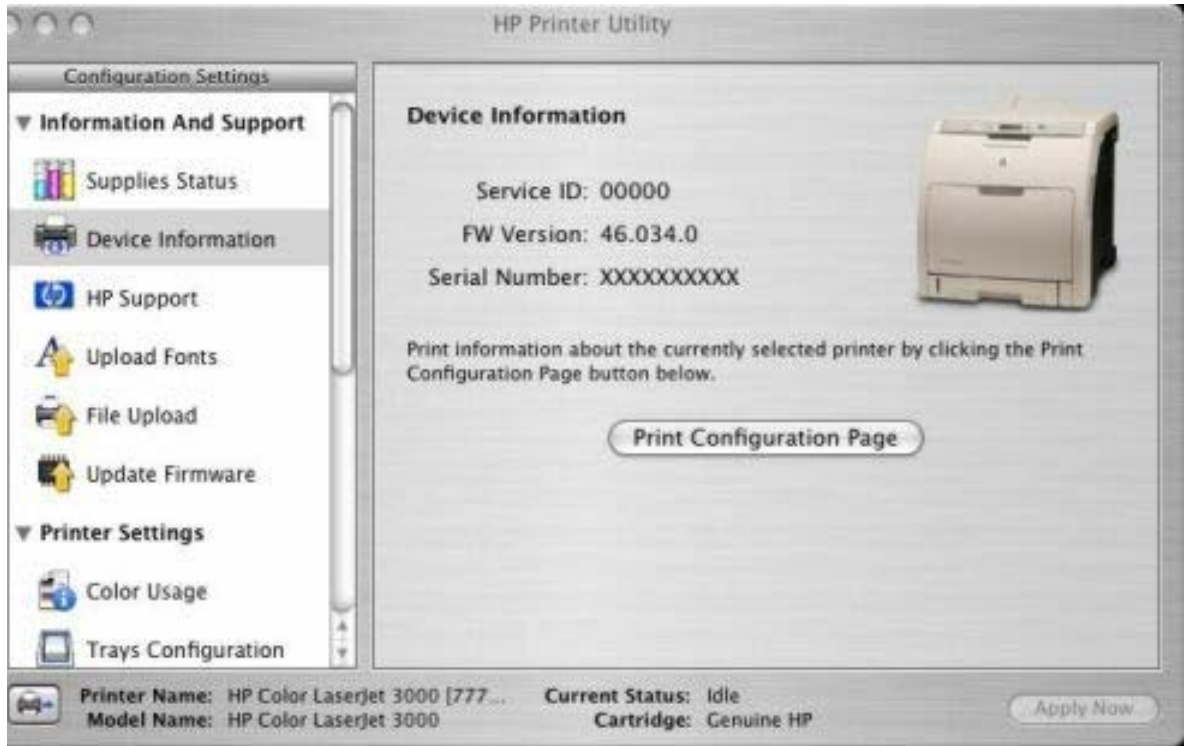 HP Printer Utility
Configuration Settings
Information And Support
Supplies Status
Device Information
HP Support
Upload Fonts
File Upload
Update Firmware
Printer Settings
Color Usage
Trays Configuration
Device Information
Service ID: 00000
FW Version: 46.034.0
Serial Number: XXXXXXXXXX
Print information about the currently selected printer by clicking the Print
Configuration Page button below.
Print Configuration Page
Printer Name: HP Color LaserJet 3000 [777...
Model Name: HP Color LaserJet 3000
Current Status: Idle
Cartridge: Genuine HP
Apply Now